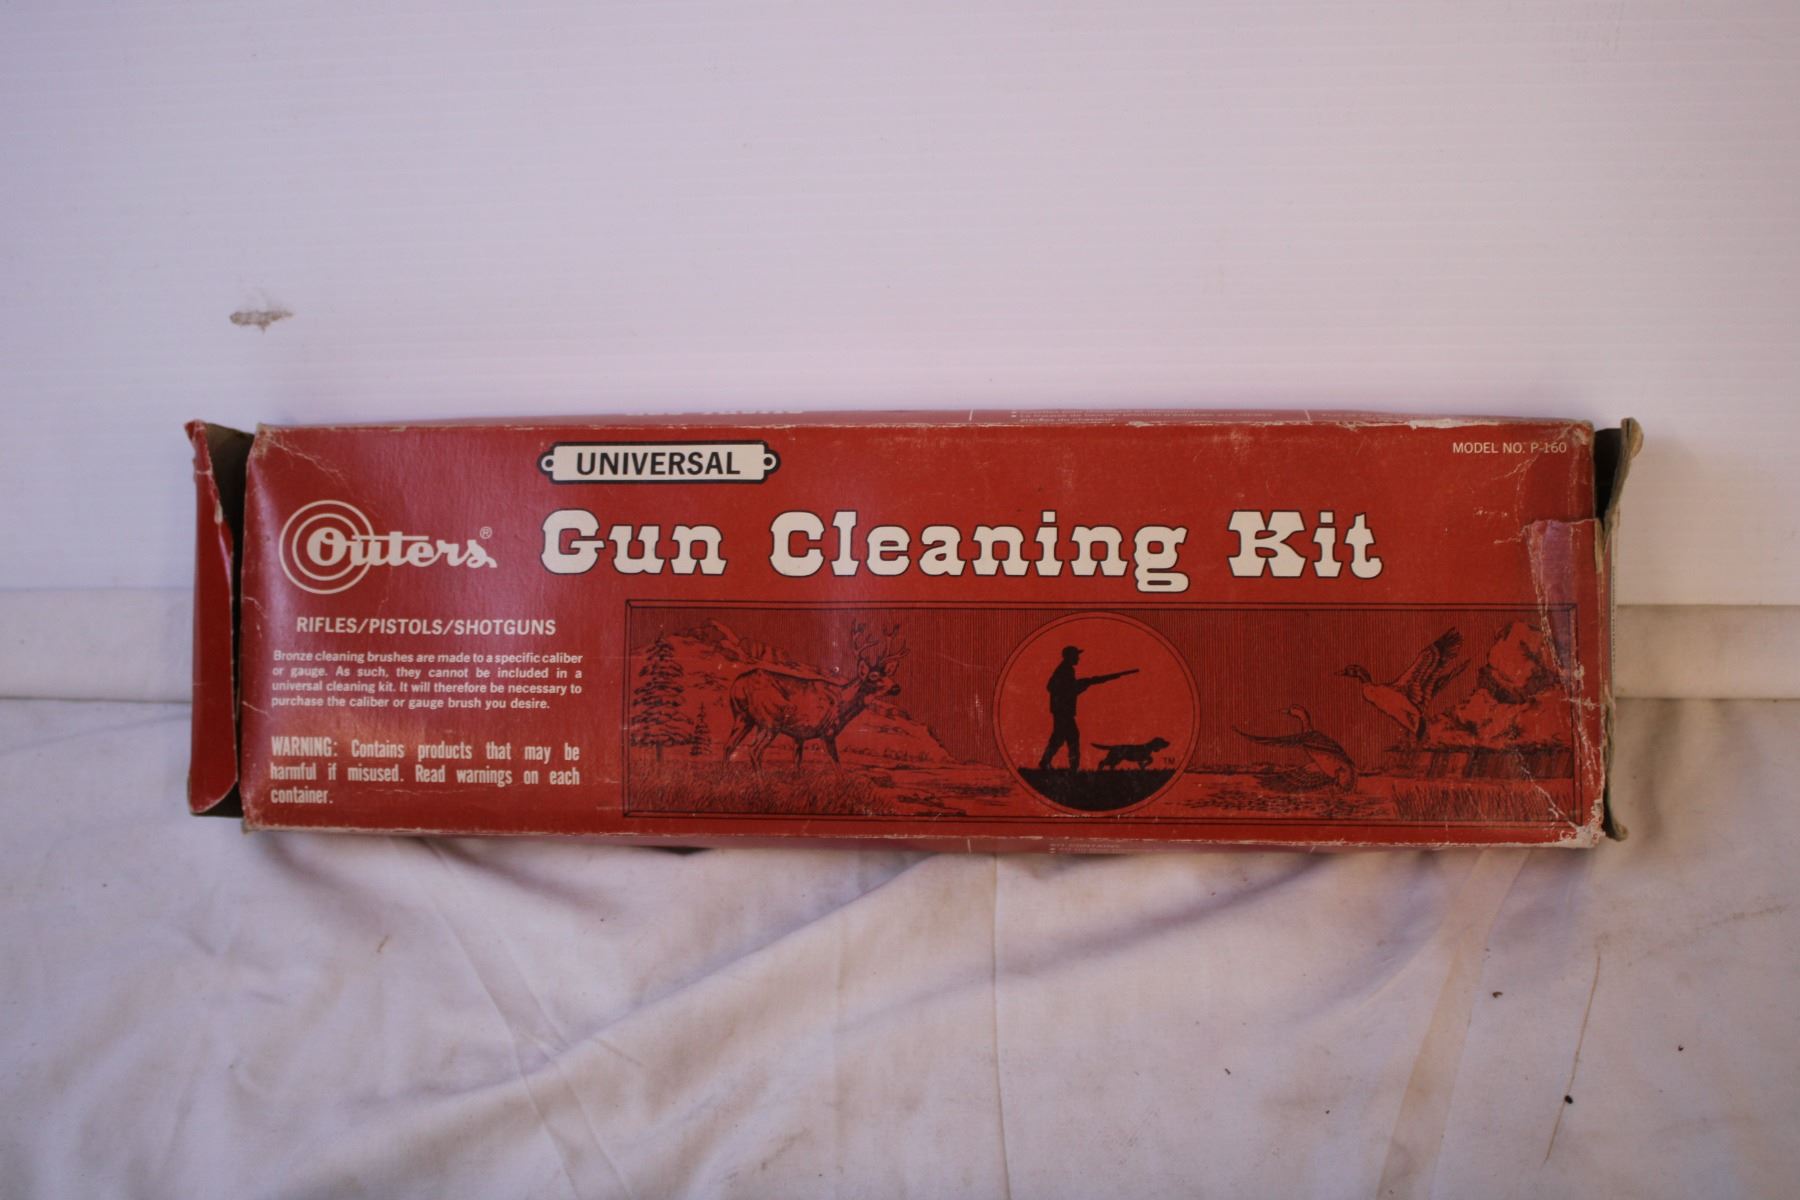 UNIVERSAL
MODEL NO. P-160
Outers®
Gun Cleaning Kit
RIFLES/PISTOLS/SHOTGUNS
Bronze cleaning brushes are made to a specific caliber
or gauge. As such, they cannot be included in a
universal cleaning kit. It will therefore be necessary to
purchase the caliber or gauge brush you desire.
WARNING: Contains products that may be
harmful if misused. Read warnings on each
container.
TM
KIT CONTAINS